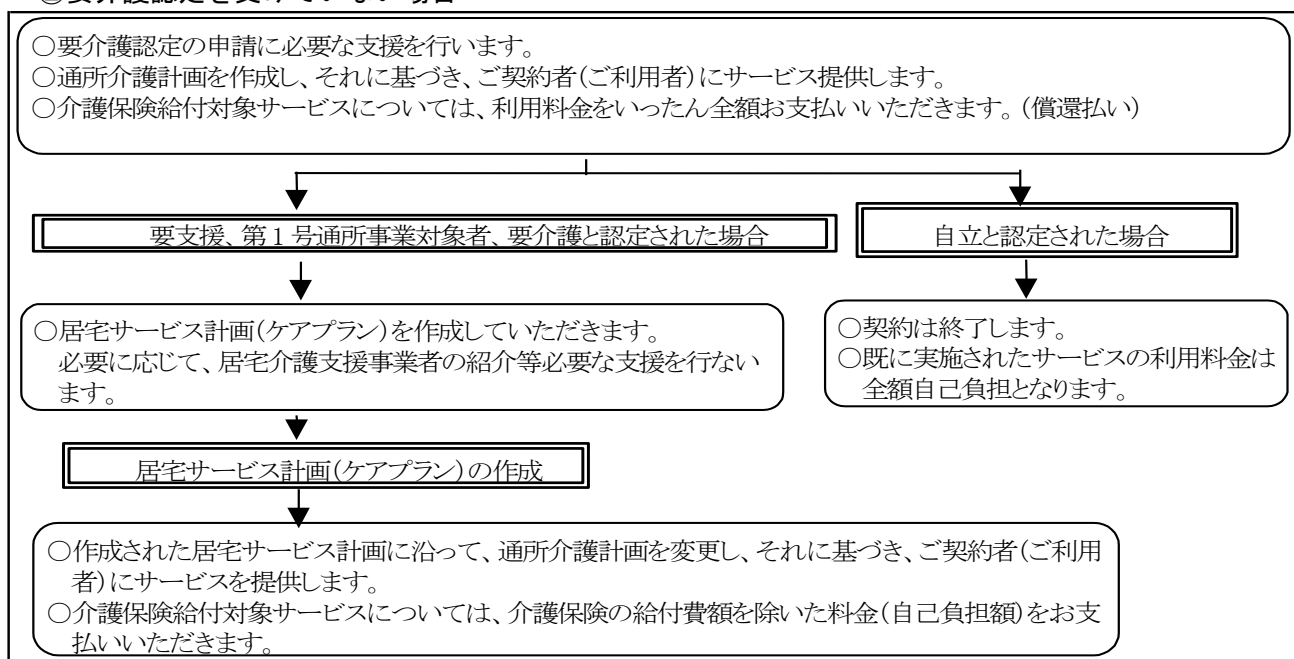 要介護認定を受けていない場合
○要介護認定の申請に必要な支援を行います。
○通所介護計画を作成し、それに基づき、ご契約者(ご利用者)にサービス提供します。
○介護保険給付対象サービスについては、利用料金をいったん全額お支払いいただきます。(償還払い)
要支援、第1号通所事業対象者、要介護と認定された場合
自立と認定された場合
○居宅サービス計画(ケアプラン)を作成していただきます。
必要に応じて、居宅介護支援事業者の紹介等必要な支援を行ない
ます。
○契約は終了します。
○既に実施されたサービスの利用料金は
全額自己負担となります。
居宅サービス計画(ケアプラン)の作成
○作成された居宅サービス計画に沿って、通所介護計画を変更し、それに基づき、ご契約者(ご利用
者)にサービスを提供します。
○介護保険給付対象サービスについては、介護保険の給付費額を除いた料金(自己負担額)をお支
払いいただきます。